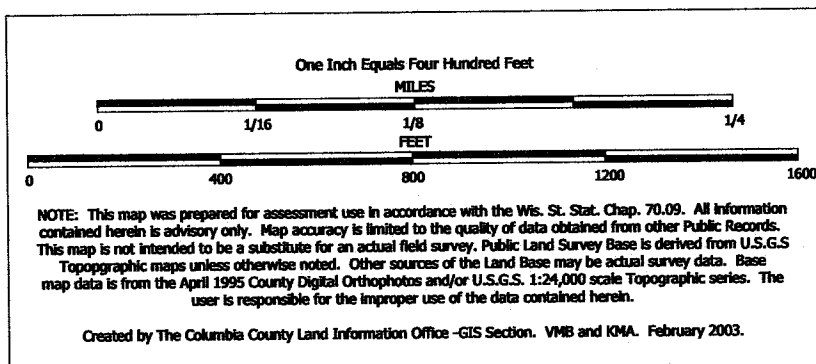 One Inch Equals Four Hundred Feet
MILES
0 1/16 1/8 1/4
FEET
0 400 800 1200 1600
NOTE: This map was prepared for assessment use in accordance with the Wis. St. Stat. Chap. 70.09. All information
contained herein is advisory only. Map accuracy is limited to the quality of data obtained from other Public Records.
This map is not intended to be a substitute for an actual field survey. Public Land Survey Base is derived from U.S.G.S
Topopgraphic maps unless otherwise noted. Other sources of the Land Base may be actual survey data. Base
map data is from the April 1995 County Digital Orthophotos and/or U.S.G.S. 1:24,000 scale Topographic series. The
user is responsible for the improper use of the data contained herein.
Created by The Columbia County Land Information Office -GIS Section. VMB and KMA. February 2003.